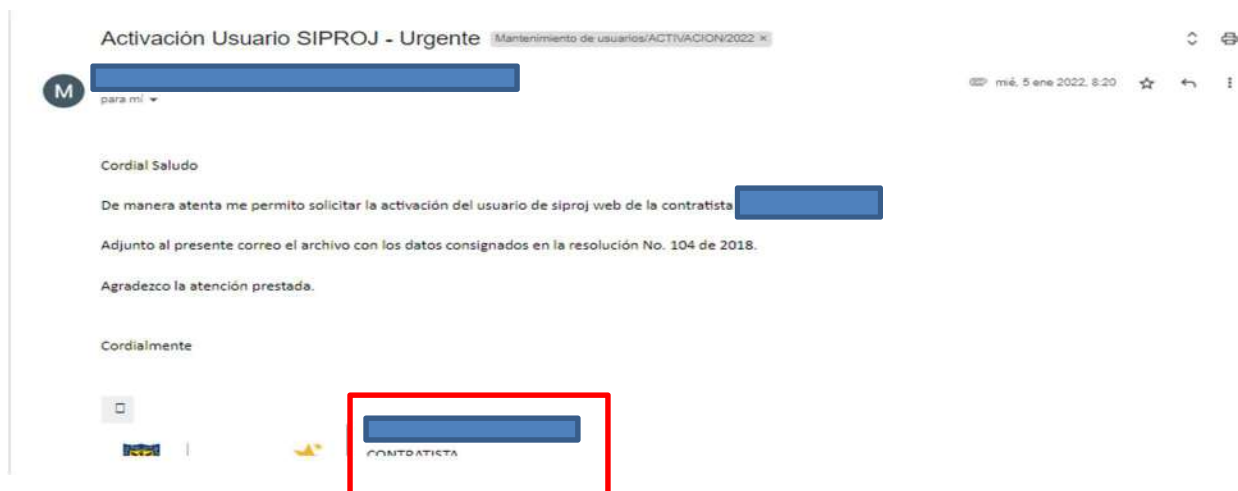 Activación Usuario SIPROJ - Urgente Mantenimiento de usuarios/ACTIVACION/2022 ×
M
para mí
mié, 5 ene 2022, 8:20
Cordial Saludo
De manera atenta me permito solicitar la activación del usuario de siproj web de la contratista
Adjunto al presente correo el archivo con los datos consignados en la resolución No. 104 de 2018.
Agradezco la atención prestada.
Cordialmente
CONTRATISTA